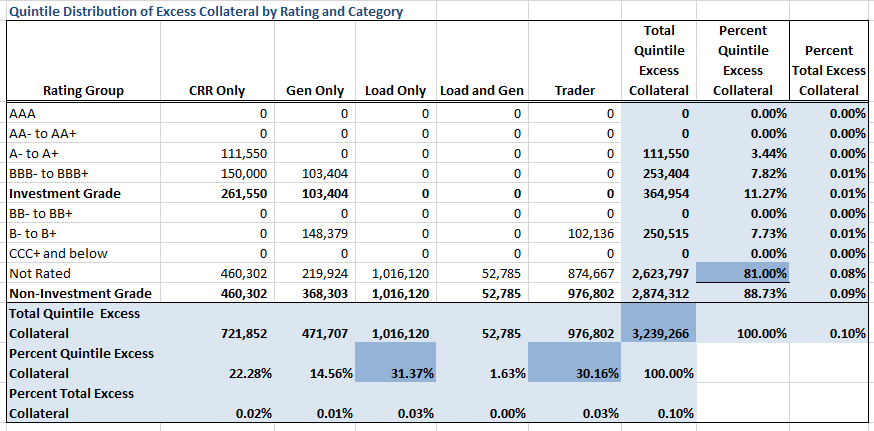 Quintile Distribution of Excess Collateral by Rating and Category
Rating Group CRR Only Gen Only Load Only Load and Gen Trader Total Quintile Excess Collateral Percent Quintile Excess Collateral Percent Total Excess Collateral
AAA 0 0 0 0 0 0 0.00% 0.00%
AA- to AA+ 0 0 0 0 0 0 0.00% 0.00%
A- to A+ 111,550 0 0 0 0 111,550 3.44% 0.00%
BBB- to BBB+ 150,000 103,404 0 0 0 253,404 7.82% 0.01%
Investment Grade 261,550 103,404 0 0 0 364,954 11.27% 0.01%
BB- to BB+ 0 0 0 0 0 0 0.00% 0.00%
B- to B+ 0 148,379 0 0 102,136 250,515 7.73% 0.01%
CCC+ and below 0 0 0 0 0 0 0.00% 0.00%
Not Rated 460,302 219,924 1,016,120 52,785 874,667 2,623,797 81.00% 0.08%
Non-Investment Grade 460,302 368,303 1,016,120 52,785 976,802 2,874,312 88.73% 0.09%
Total Quintile Excess
Collateral 721,852 471,707 1,016,120 52,785 976,802 3,239,266 100.00% 0.10%
Percent Quintile Excess
Collateral 22.28% 14.56% 31.37% 1.63% 30.16% 100.00%
Percent Total Excess
Collateral 0.02% 0.01% 0.03% 0.00% 0.03% 0.10%